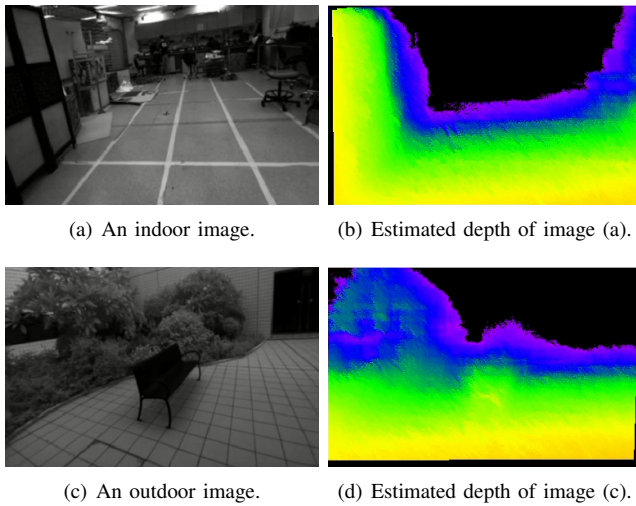 (a) An indoor image.
(b) Estimated depth of image (a).
(c) An outdoor image.
(d) Estimated depth of image (c).